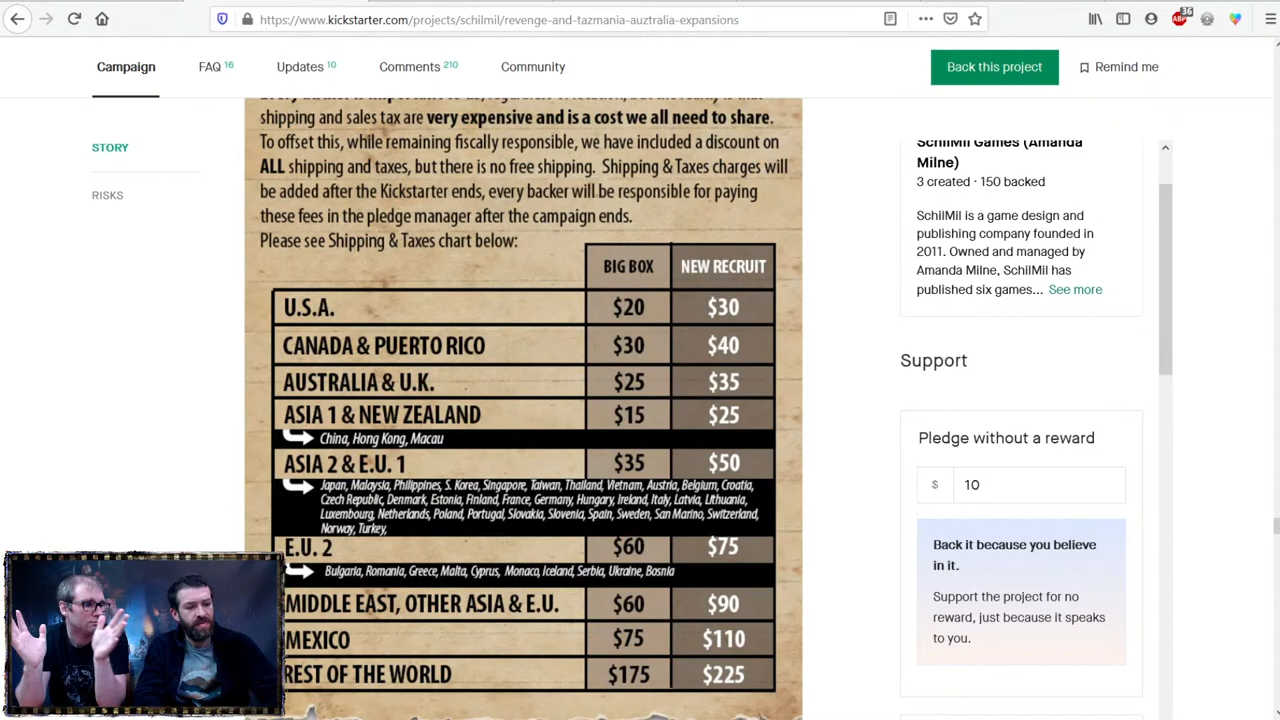 https://www.kickstarter.com/projects/schilmil/revenge-and-tazmania-auztralia-expansions
36
Campaign
FAQ 16
Updates 10
Comments 210
Community
Back this project
Remind me
STORY
RISKS
shipping and sales tax are very expensive and is a cost we all need to share.
To offset this, while remaining fiscally responsible, we have included a discount on
ALL shipping and taxes, but there is no free shipping. Shipping & Taxes charges will
be added after the Kickstarter ends, every backer will be responsible for paying
these fees in the pledge manager after the campaign ends.
Please see Shipping & Taxes chart below:
BIG BOX NEW RECRUIT
U.S.A. $20 $30
CANADA & PUERTO RICO $30 $40
AUSTRALIA & U.K. $25 $35
ASIA 1 & NEW ZEALAND $15 $25
China, Hong Kong, Macau
ASIA 2 & E.U. 1 $35 $50
Japan, Malaysia, Philippines, S. Korea, Singapore, Taiwan, Thailand, Vietnam, Austria, Belgium, Croatia,
Czech Republic, Denmark, Estonia, Finland, France, Germany, Hungary, Ireland, Italy, Latvia, Lithuania,
Luxembourg, Netherlands, Poland, Portugal, Slovakia, Slovenia, Spain, Sweden, San Marino, Switzerland,
Norway, Turkey,
E.U. 2 $60 $75
Bulgaria, Romania, Greece, Malta, Cyprus, Monaco, Iceland, Serbia, Ukraine, Bosnia
MIDDLE EAST, OTHER ASIA & E.U. $60 $90
MEXICO $75 $110
REST OF THE WORLD $175 $225
SchilMil Games (Amanda
Milne)
3 created · 150 backed
SchilMil is a game design and
publishing company founded in
2011. Owned and managed by
Amanda Milne, SchilMil has
published six games... See more
Support
Pledge without a reward
$ 10
Back it because you believe
in it.
Support the project for no
reward, just because it speaks
to you.